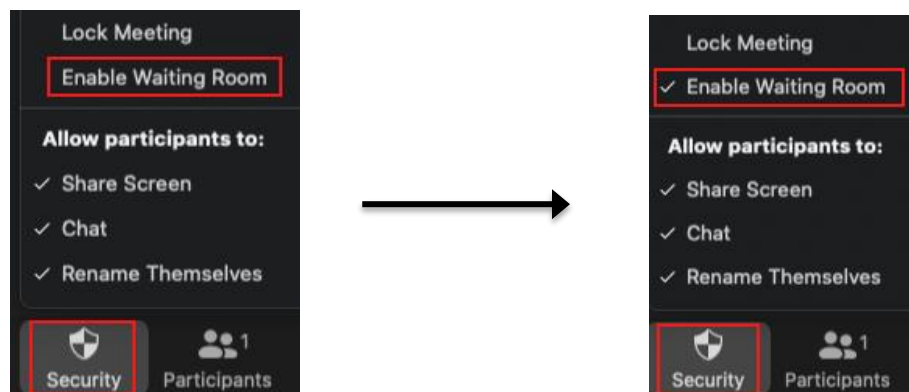 Lock Meeting
Enable Waiting Room
Allow participants to:
✓ Share Screen
✓ Chat
✓ Rename Themselves
1
Security Participants
Lock Meeting
✓ Enable Waiting Room
Allow participants to:
✓ Share Screen
✓ Chat
✓ Rename Themselves
1
Security Participants